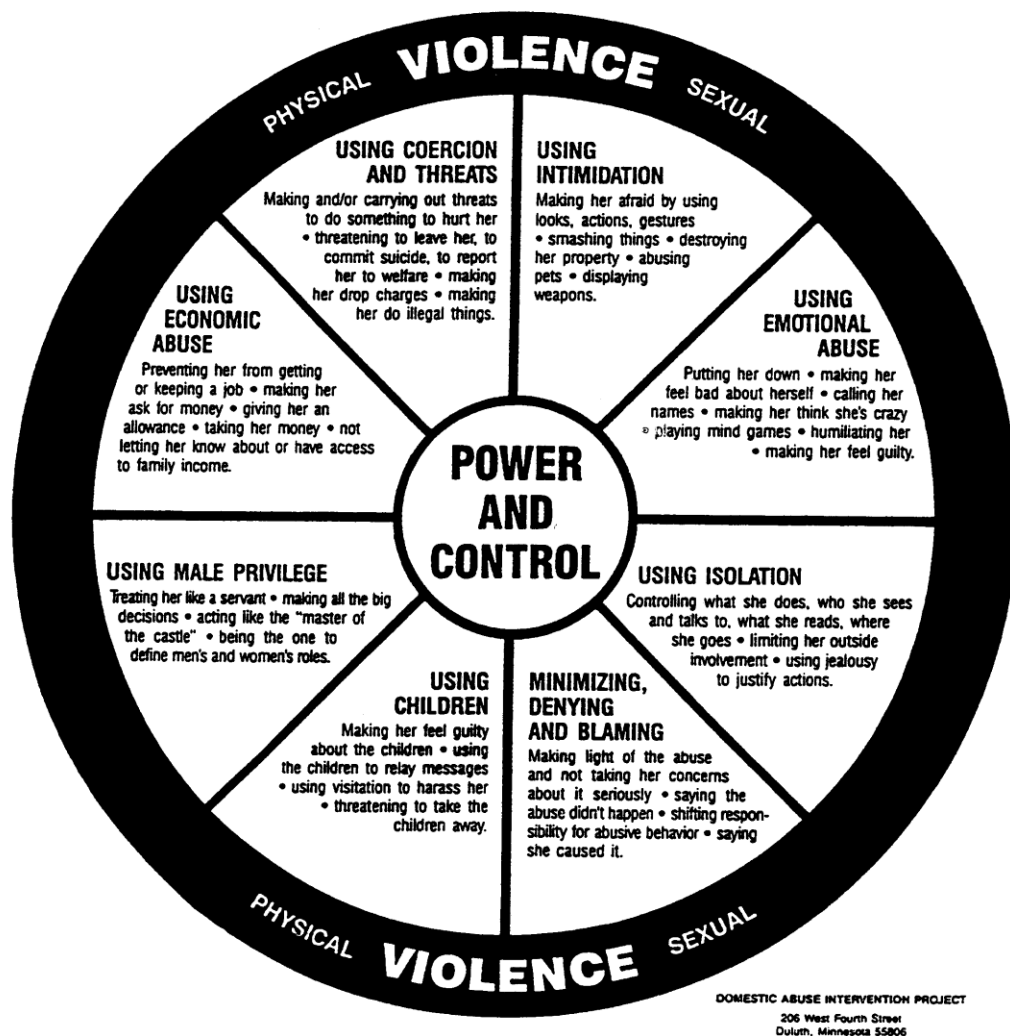 PHYSICAL VIOLENCE SEXUAL
USING COERCION
AND THREATS
Making and/or carrying out threats
to do something to hurt her
• threatening to leave her, to
commit suicide, to report
her to welfare • making
her drop charges • making
her do illegal things.
USING
INTIMIDATION
Making her afraid by using
looks, actions, gestures
• smashing things • destroying
her property • abusing
pets • displaying
weapons.
USING
EMOTIONAL
ABUSE
Putting her down • making her
feel bad about herself • calling her
names • making her think she's crazy
• playing mind games • humiliating her
• making her feel guilty.
USING ISOLATION
Controlling what she does, who she sees
and talks to, what she reads, where
she goes • limiting her outside
involvement • using jealousy
to justify actions.
MINIMIZING,
DENYING
AND BLAMING
Making light of the abuse
and not taking her concerns
about it seriously • saying the
abuse didn't happen • shifting respon-
sibility for abusive behavior • saying
she caused it.
USING
CHILDREN
Making her feel guilty
about the children • using
the children to relay messages
• using visitation to harass her
• threatening to take the
children away.
USING MALE PRIVILEGE
Treating her like a servant • making all the big
decisions • acting like the "master of
the castle" • being the one to
define men's and women's roles.
USING
ECONOMIC
ABUSE
Preventing her from getting
or keeping a job • making her
ask for money • giving her an
allowance • taking her money • not
letting her know about or have access
to family income.
POWER
AND
CONTROL
PHYSICAL VIOLENCE SEXUAL
DOMESTIC ABUSE INTERVENTION PROJECT
206 West Fourth Street
Duluth, Minnesota 55806